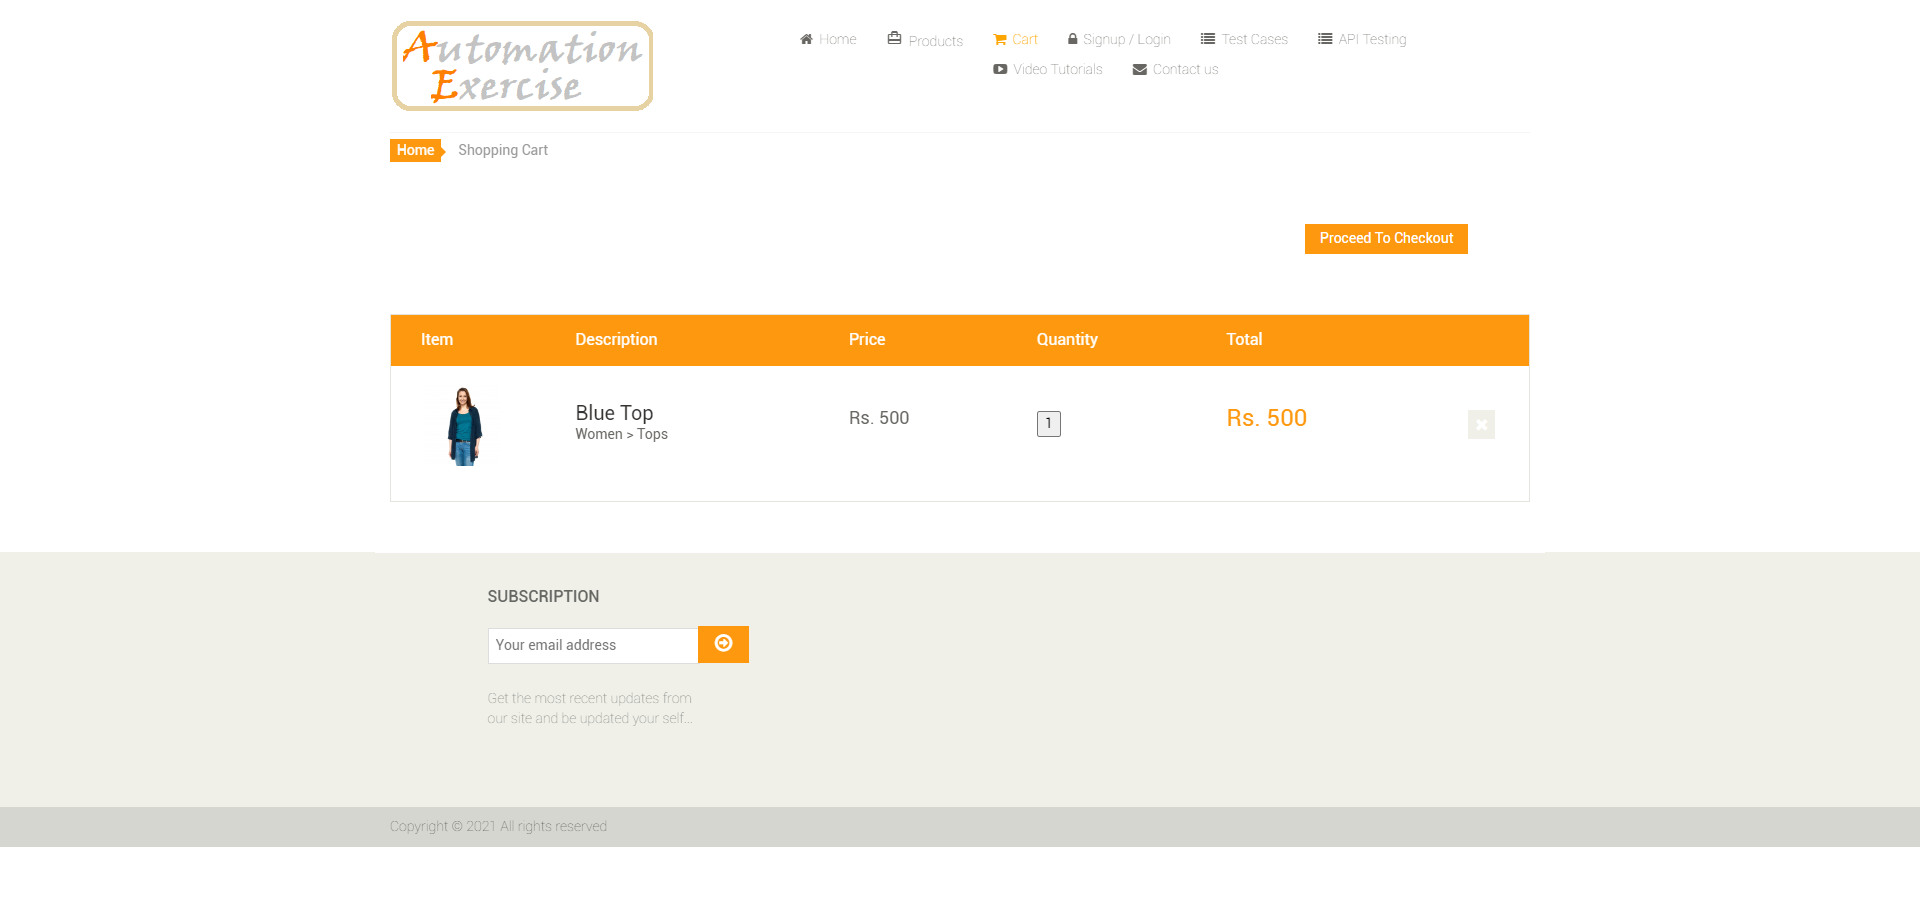 Automation
Exercise
Home
Products
Cart
Signup / Login
Test Cases
API Testing
Video Tutorials
Contact us
Home
Shopping Cart
Proceed To Checkout
Item Description Price Quantity Total
Blue Top
Women > Tops
Rs. 500
1
Rs. 500
SUBSCRIPTION
Your email address
Get the most recent updates from
our site and be updated your self...
Copyright © 2021 All rights reserved